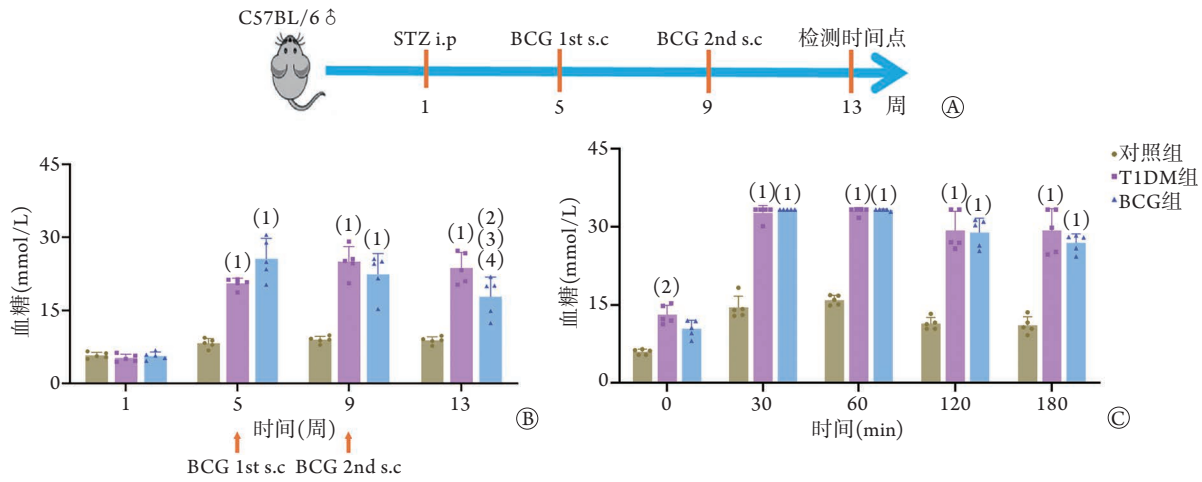 C57BL/6 ♂
STZ i.p BCG 1st s.c BCG 2nd s.c 检测时间点
1 5 9 13 周 Ⓐ
血糖(mmol/L)
45
30
15
0
(1) (1) (1) (1) (1) (1) (2)
(3)
(4)
1 5 9 13
时间(周) Ⓑ
BCG 1st s.c BCG 2nd s.c
血糖(mmol/L)
45
30
15
0
(2) (1) (1) (1) (1) (1) (1) (1) (1)
0 30 60 120 180
时间(min) Ⓒ
对照组
T1DM组
BCG组